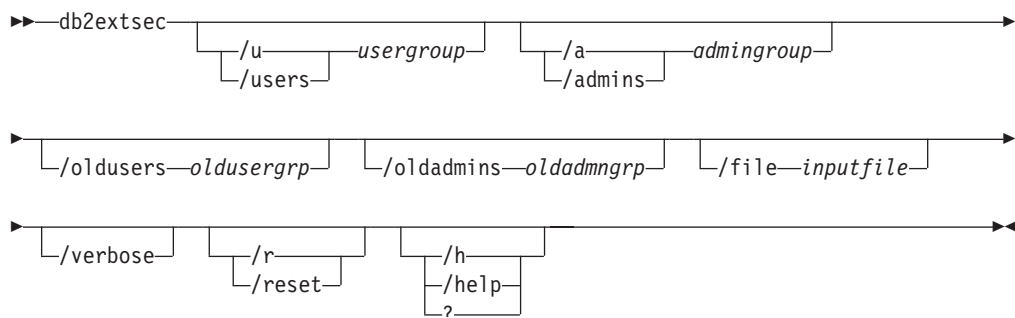 db2extsec /u usergroup /a admingroup
/users /admins
/oldusers oldusergrp /oldadmins oldadmngrp /file inputfile
/verbose /r /h
/reset /help
?